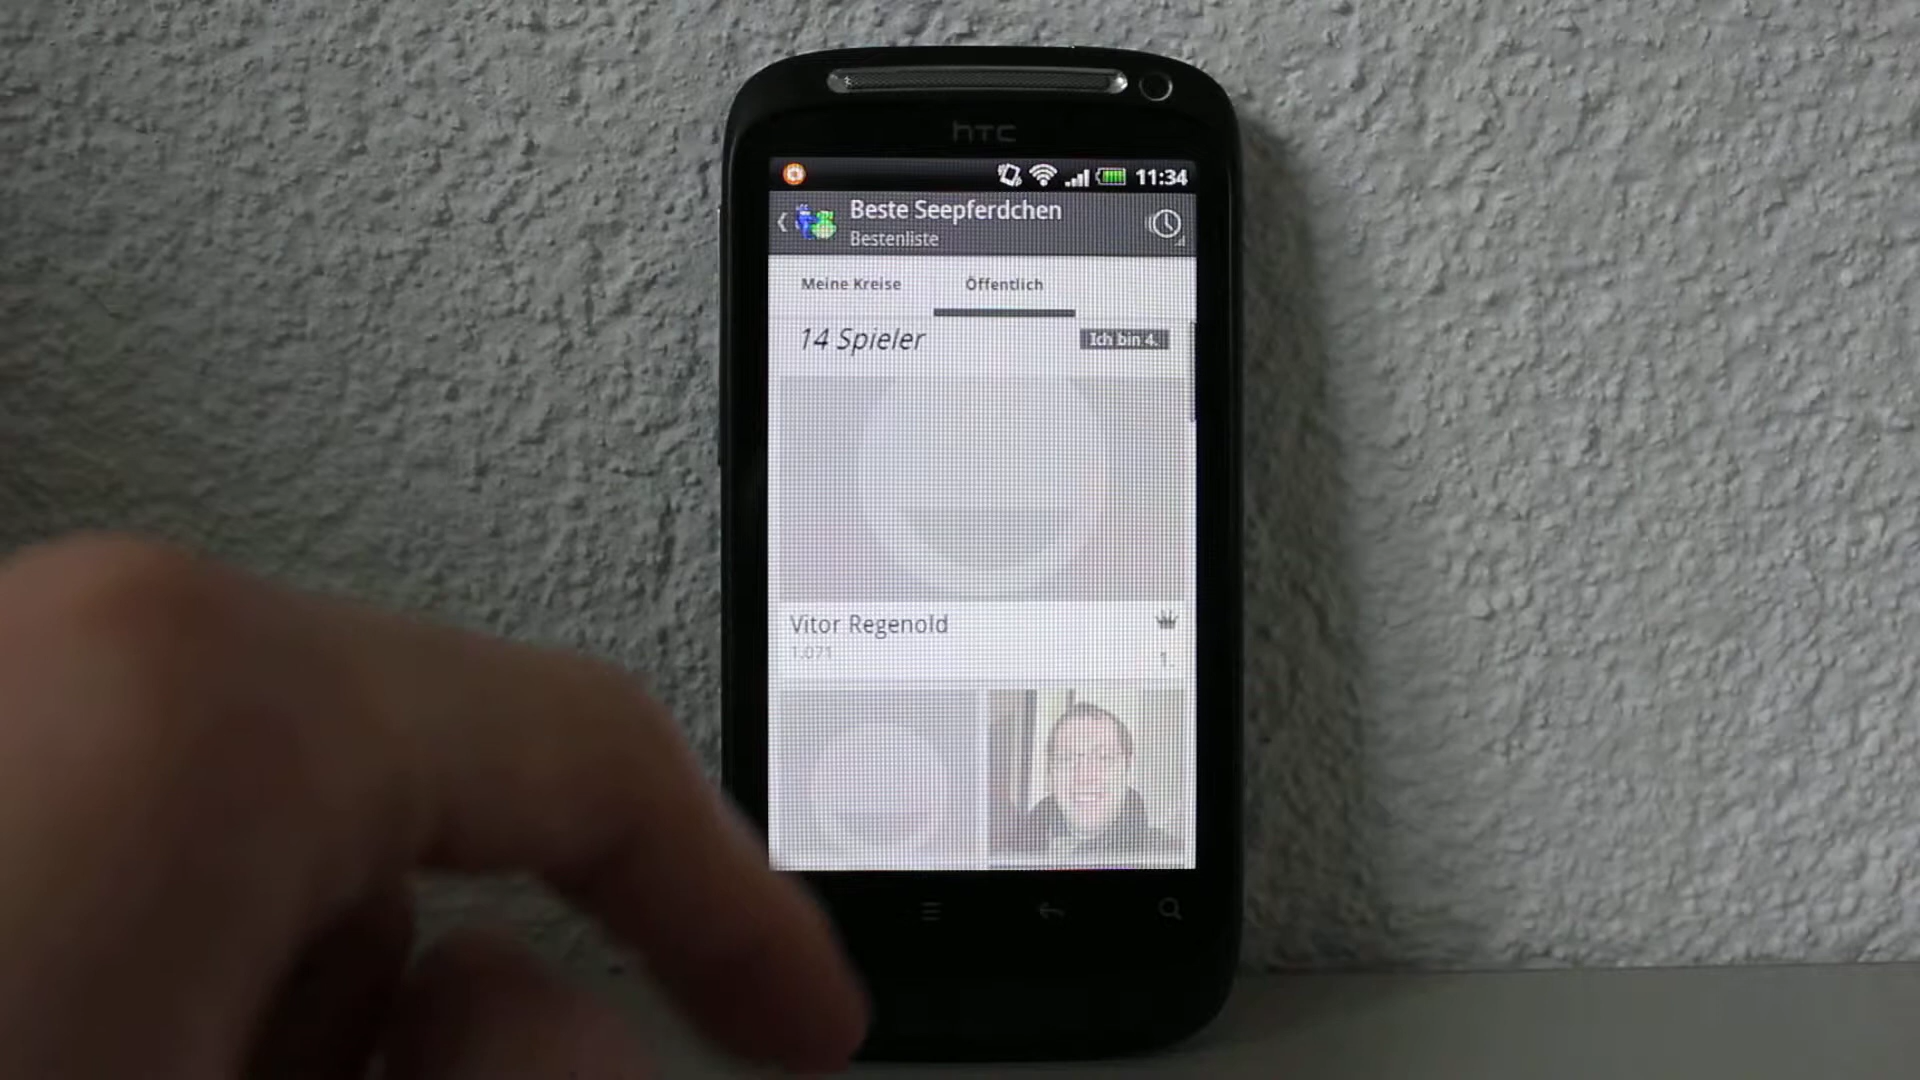 hTC
11:34
Beste Seepferdchen
Bestenliste
Meine Kreise
Öffentlich
14 Spieler
Ich bin 4.
Vitor Regenold
1.071
1.